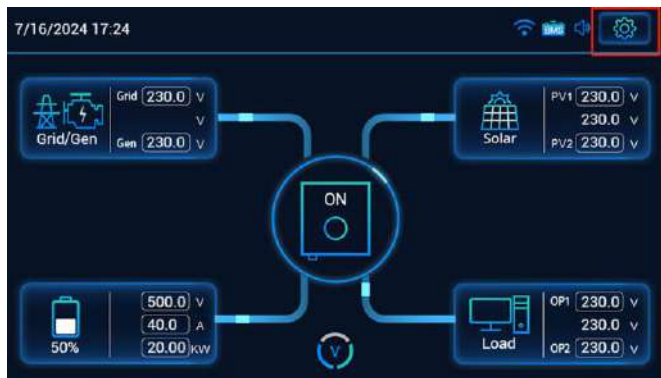 7/16/2024 17:24
BMS
Grid/Gen
Grid 230.0 V
V
Gen 230.0 V
Solar
PV1 230.0 V
230.0 V
PV2 230.0 V
ON
50%
500.0 V
40.0 A
20.00 KW
V
Load
OP1 230.0 V
230.0 V
OP2 230.0 V